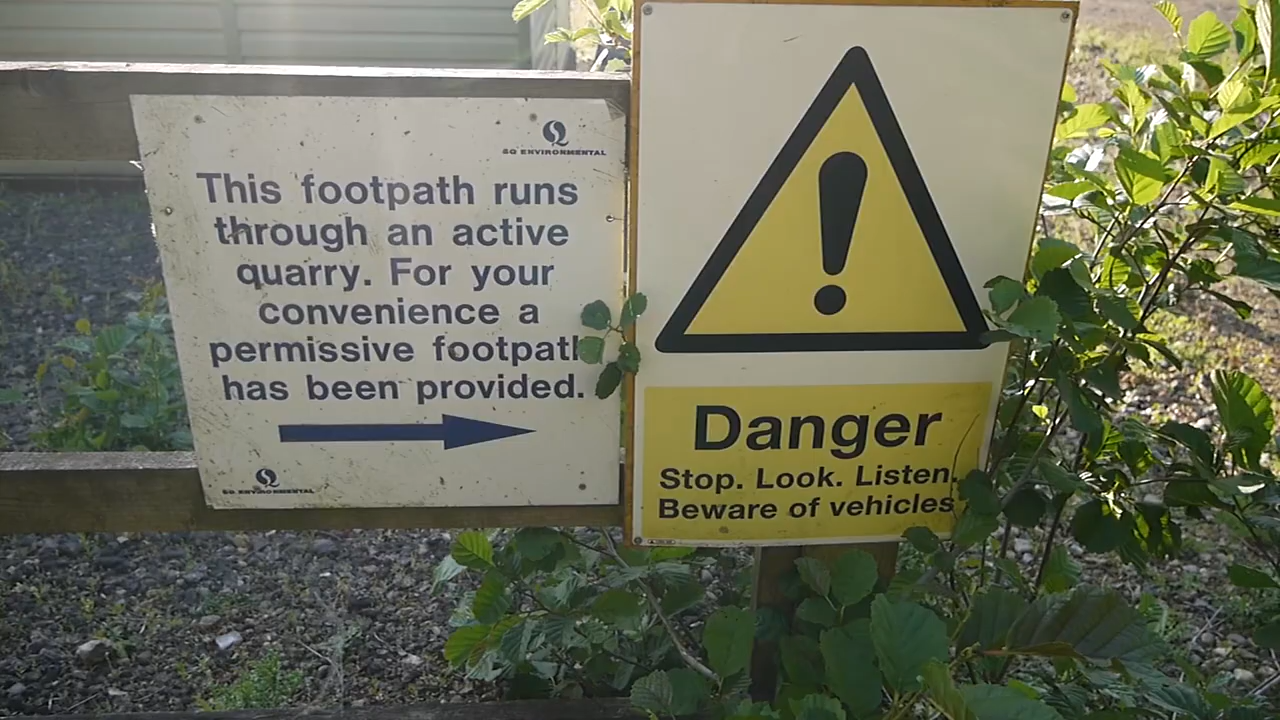 SQ ENVIRONMENTAL
This footpath runs
through an active
quarry. For your
convenience a
permissive footpath
has been provided.
SQ ENVIRONMENTAL
Danger
Stop. Look. Listen.
Beware of vehicles